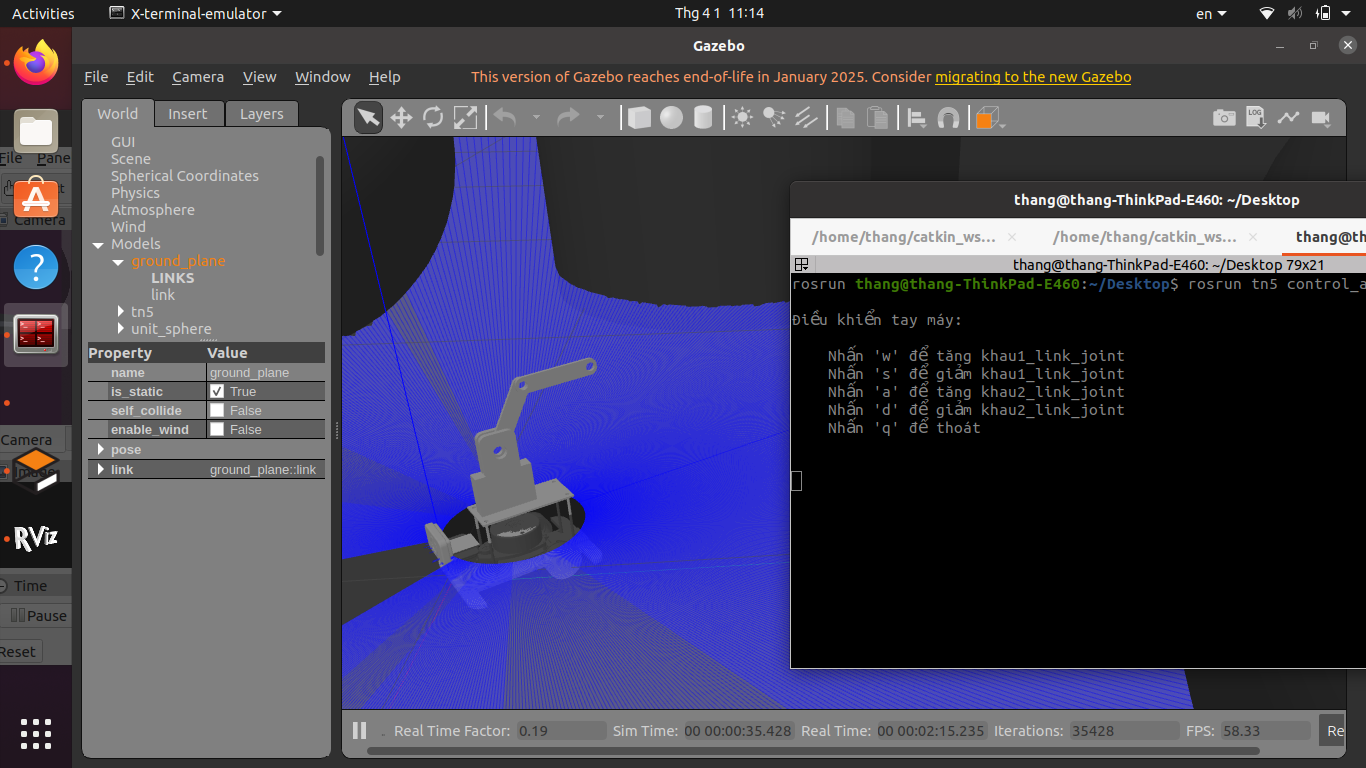 Activities
X-terminal-emulator
Thg 4 1 11:14
en
Gazebo
File Edit Camera View Window Help
This version of Gazebo reaches end-of-life in January 2025. Consider migrating to the new Gazebo
World Insert Layers
GUI
Scene
Spherical Coordinates
Physics
Atmosphere
Wind
Models
ground_plane
LINKS
link
tn5
unit_sphere
Property Value
name ground_plane
is_static True
self_collide False
enable_wind False
pose
link ground_plane::link
File Pane
Camera
Camera
Image
RViz
Time
Pause
Reset
LOG
thang@thang-ThinkPad-E460: ~/Desktop
/home/thang/catkin_ws...
/home/thang/catkin_ws...
thang@th
thang@thang-ThinkPad-E460: ~/Desktop 79x21
rosrun thang@thang-ThinkPad-E460:~/Desktop$ rosrun tn5 control_a
Điều khiển tay máy:
Nhấn 'w' để tăng khau1_link_joint
Nhấn 's' để giảm khau1_link_joint
Nhấn 'a' để tăng khau2_link_joint
Nhấn 'd' để giảm khau2_link_joint
Nhấn 'q' để thoát
Real Time Factor: 0.19 Sim Time: 00 00:00:35.428 Real Time: 00 00:02:15.235 Iterations: 35428 FPS: 58.33 Re